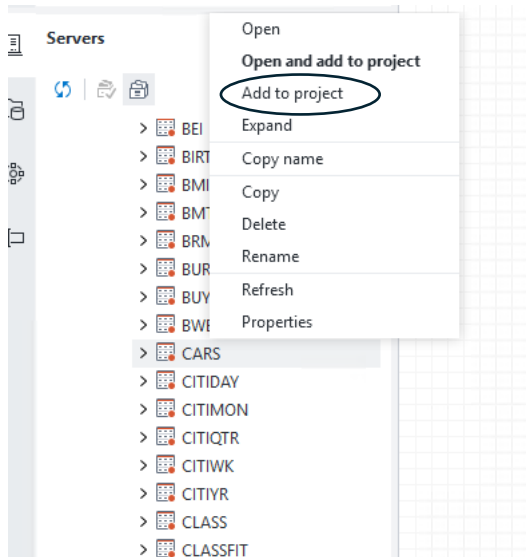 Servers
Open
Open and add to project
Add to project
Expand
Copy name
Copy
Delete
Rename
Refresh
Properties
BEI
BIRT
BMI
BMT
BRM
BUR
BUY
BWE
CARS
CITIDAY
CITIMON
CITIQTR
CITIWK
CITIYR
CLASS
CLASSFIT